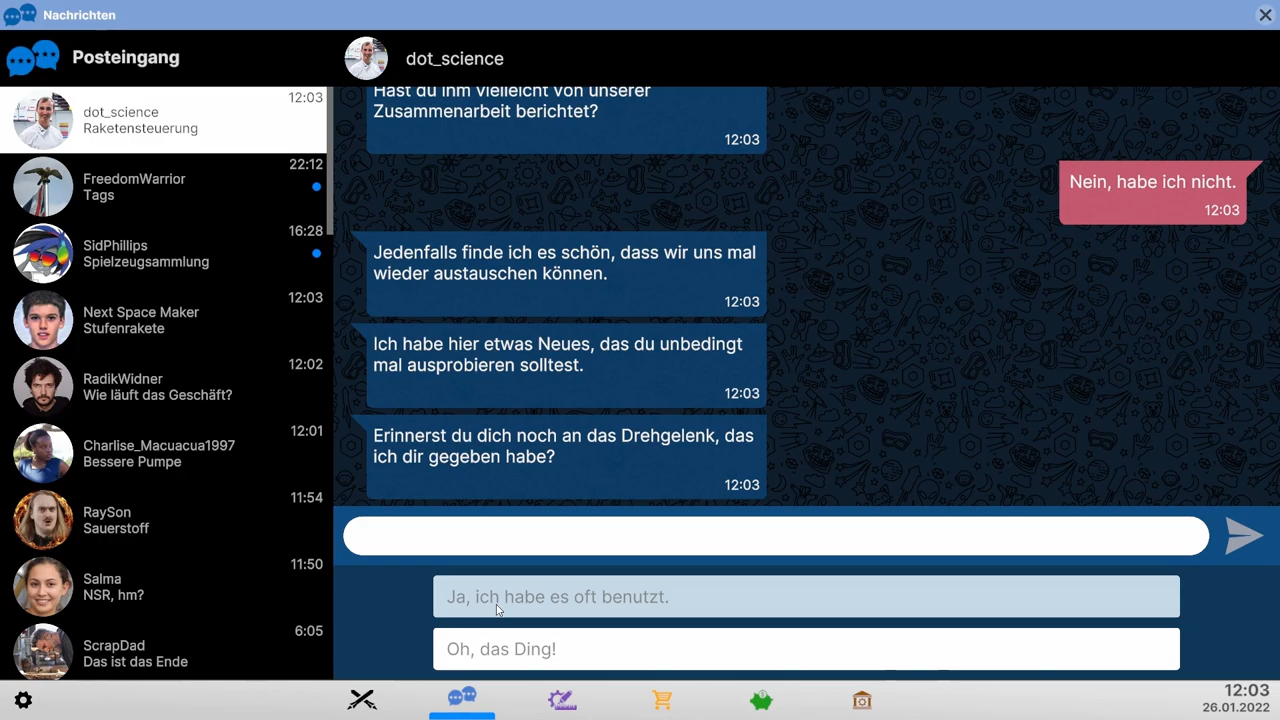 Nachrichten
Posteingang
dot_science
12:03
dot_science
Raketensteuerung
22:12
FreedomWarrior
Tags
16:28
SidPhillips
Spielzeugsammlung
12:03
Next Space Maker
Stufenrakete
12:02
RadikWidner
Wie läuft das Geschäft?
12:01
Charlise_Macuacua1997
Bessere Pumpe
11:54
RaySon
Sauerstoff
11:50
Salma
NSR, hm?
6:05
ScrapDad
Das ist das Ende
Hast du ihm vielleicht von unserer
Zusammenarbeit berichtet?
12:03
Nein, habe ich nicht.
12:03
Jedenfalls finde ich es schön, dass wir uns mal
wieder austauschen können.
12:03
Ich habe hier etwas Neues, das du unbedingt
mal ausprobieren solltest.
12:03
Erinnerst du dich noch an das Drehgelenk, das
ich dir gegeben habe?
12:03
Ja, ich habe es oft benutzt.
Oh, das Ding!
12:03
26.01.2022